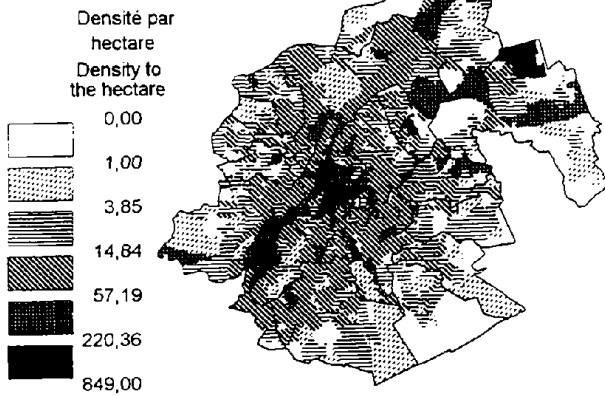 Densité par
hectare
Density to
the hectare
0,00
1,00
3,85
14,84
57,19
220,36
849,00